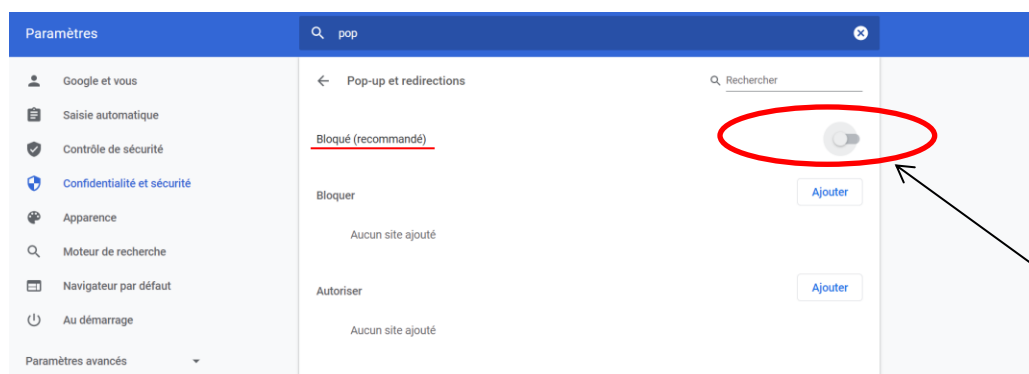 Paramètres
pop
Google et vous
Saisie automatique
Contrôle de sécurité
Confidentialité et sécurité
Apparence
Moteur de recherche
Navigateur par défaut
Au démarrage
Paramètres avancés
Pop-up et redirections
Rechercher
Bloqué (recommandé)
Bloquer
Ajouter
Aucun site ajouté
Autoriser
Ajouter
Aucun site ajouté